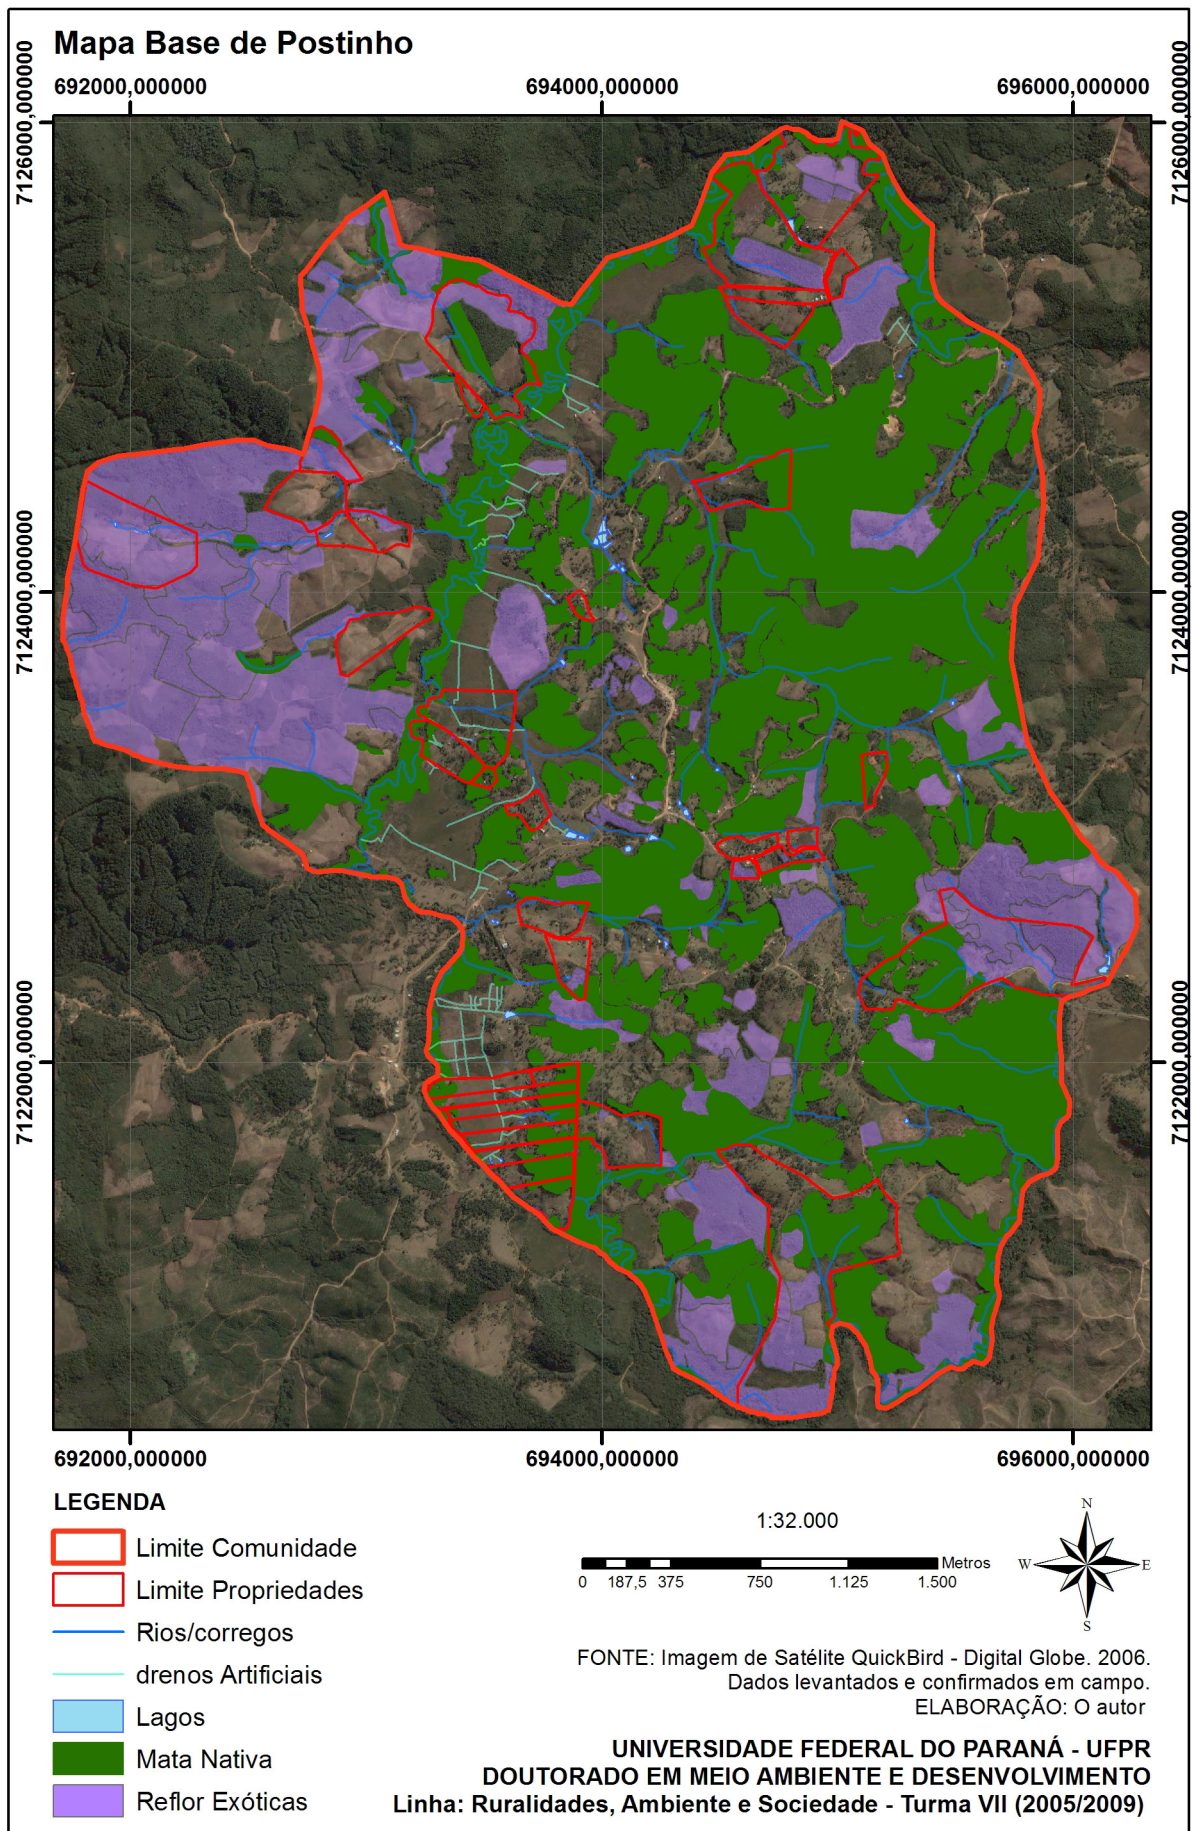 Mapa Base de Postinho
692000,000000 694000,000000 696000,000000
7126000,000000 7126000,000000
7124000,000000 7124000,000000
7122000,000000 7122000,000000
692000,000000 694000,000000 696000,000000
LEGENDA
Limite Comunidade
Limite Propriedades
Rios/corregos
drenos Artificiais
Lagos
Mata Nativa
Reflor Exóticas
1:32.000
Metros
0 187,5 375 750 1.125 1.500
N
W E
S
FONTE: Imagem de Satélite QuickBird - Digital Globe. 2006.
Dados levantados e confirmados em campo.
ELABORAÇÃO: O autor
UNIVERSIDADE FEDERAL DO PARANÁ - UFPR
DOUTORADO EM MEIO AMBIENTE E DESENVOLVIMENTO
Linha: Ruralidades, Ambiente e Sociedade - Turma VII (2005/2009)